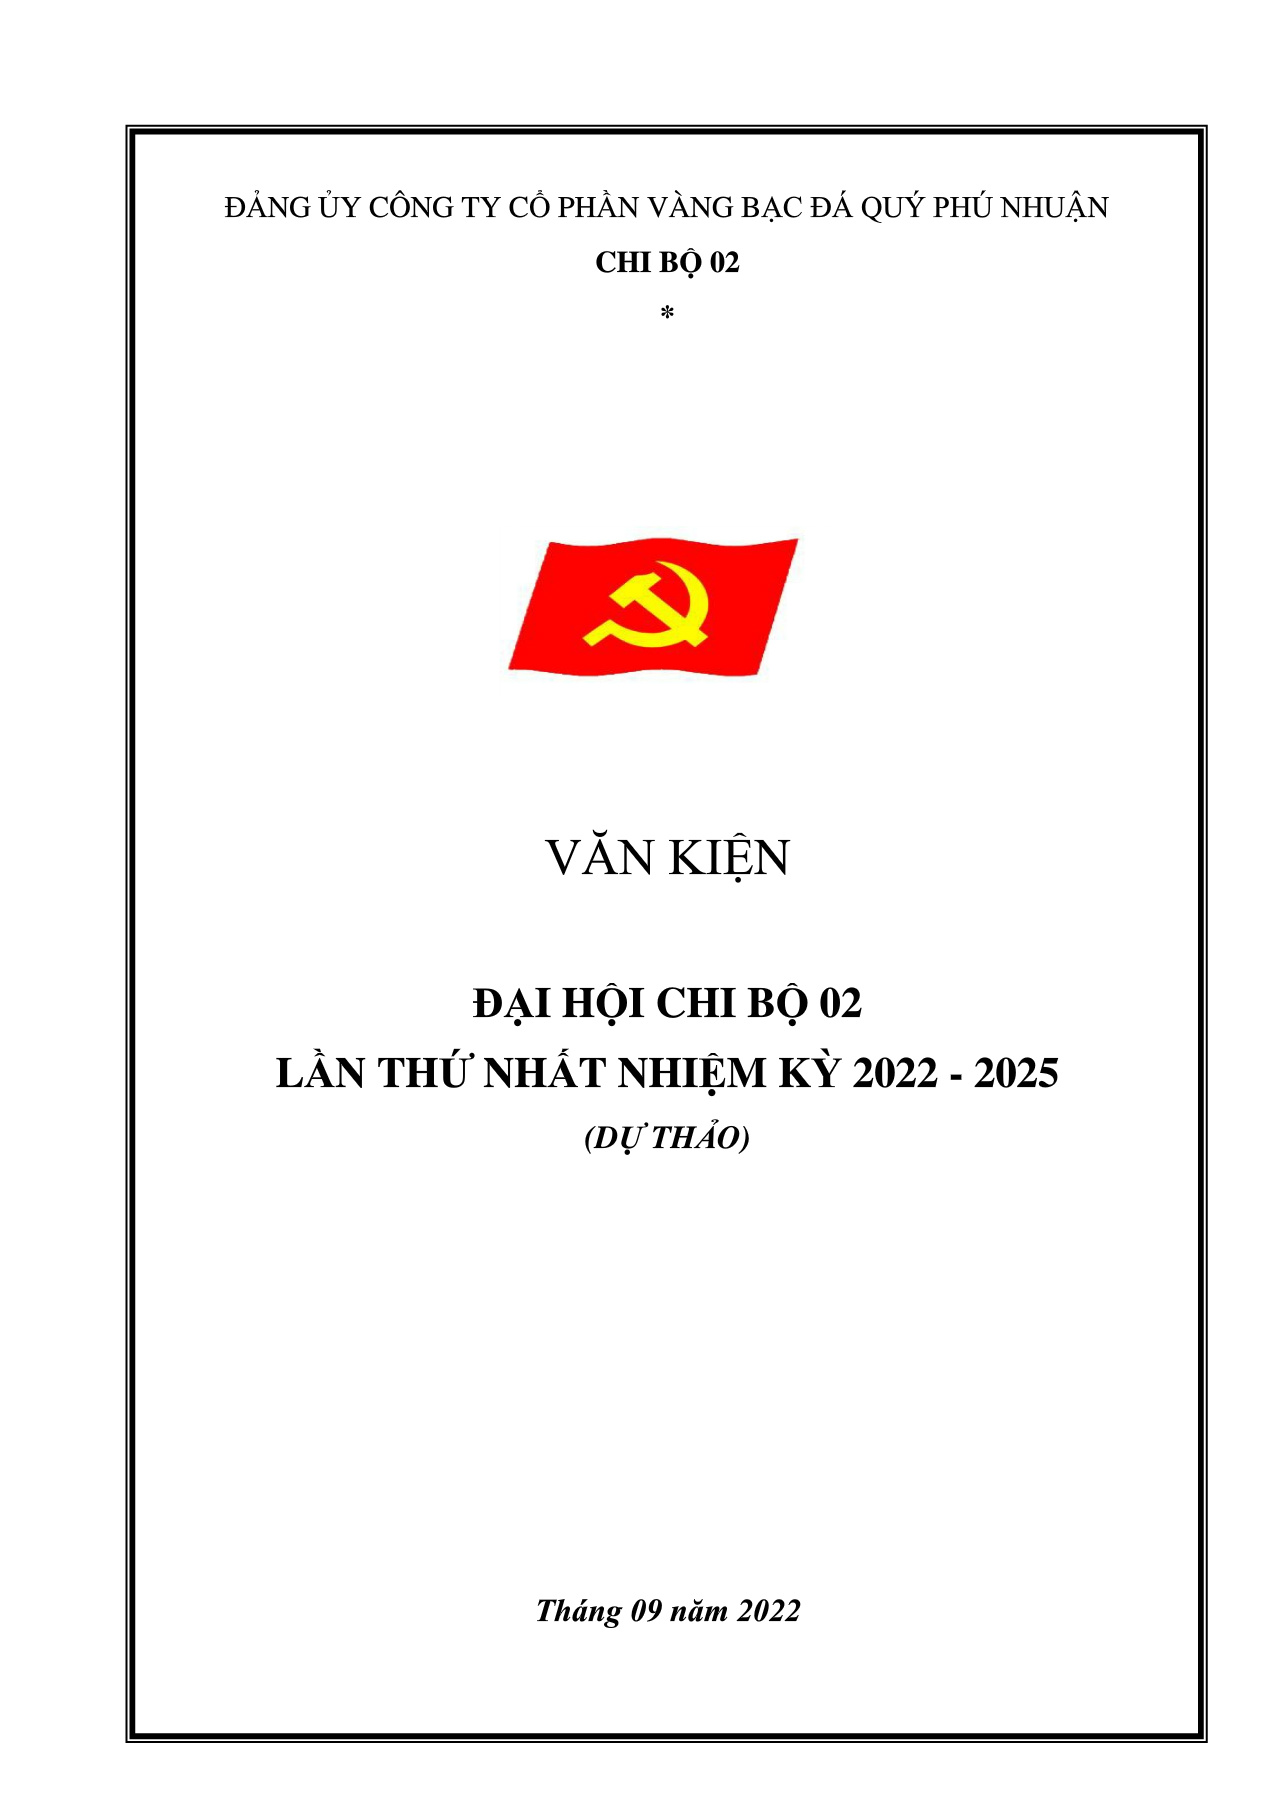 ĐẢNG ỦY CÔNG TY CỔ PHẦN VÀNG BẠC ĐÁ QUÝ PHÚ NHUẬN
CHI BỘ 02
*
VĂN KIỆN
ĐẠI HỘI CHI BỘ 02
LẦN THỨ NHẤT NHIỆM KỲ 2022 - 2025
(DỰ THẢO)
Tháng 09 năm 2022